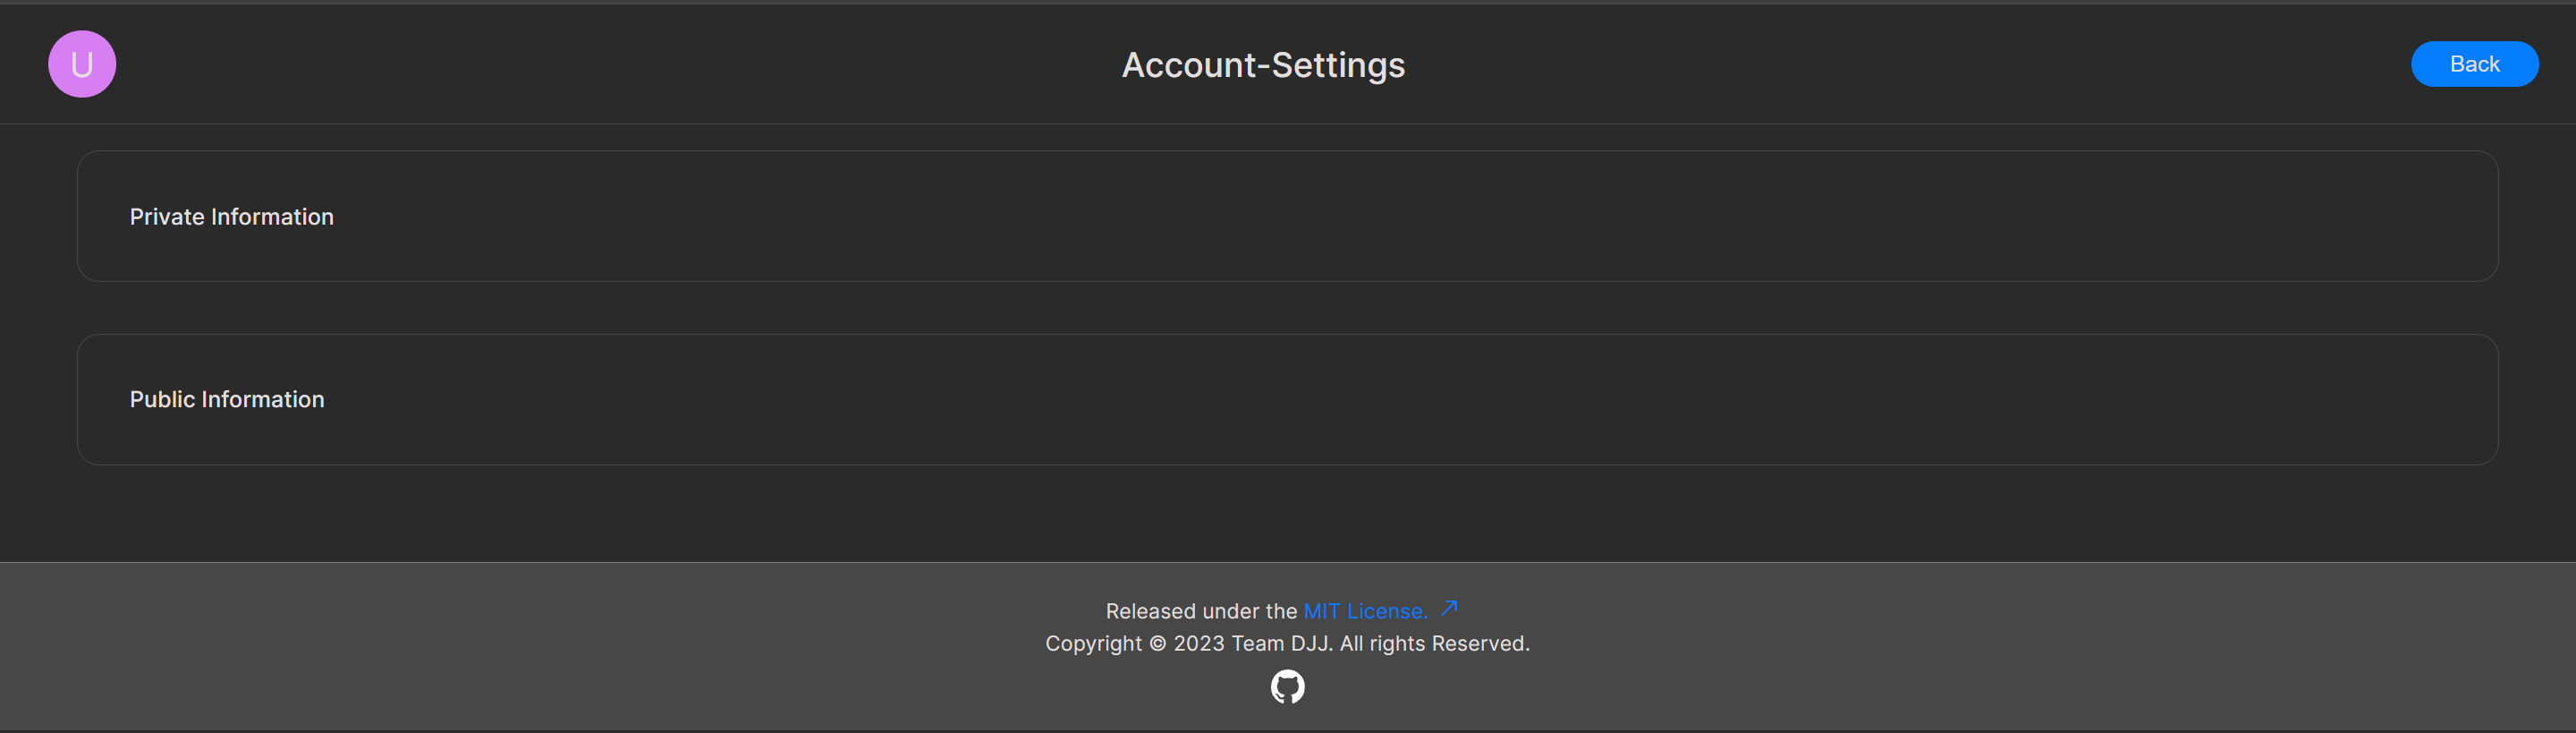 U
Account-Settings
Back
Private Information
Public Information
Released under the MIT License.
Copyright © 2023 Team DJJ. All rights Reserved.